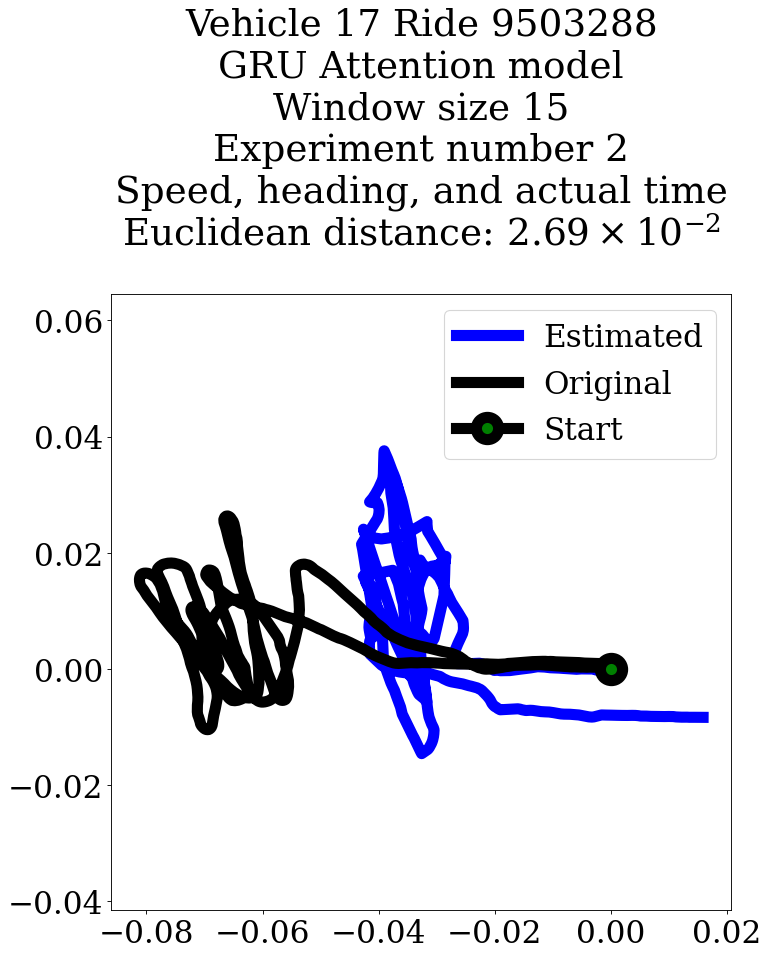 Vehicle 17 Ride 9503288
GRU Attention model
Window size 15
Experiment number 2
Speed, heading, and actual time
Euclidean distance: 2.69 × 10⁻²
Estimated
Original
Start
0.06
0.04
0.02
0.00
−0.02
−0.04
−0.08 −0.06 −0.04 −0.02 0.00 0.02